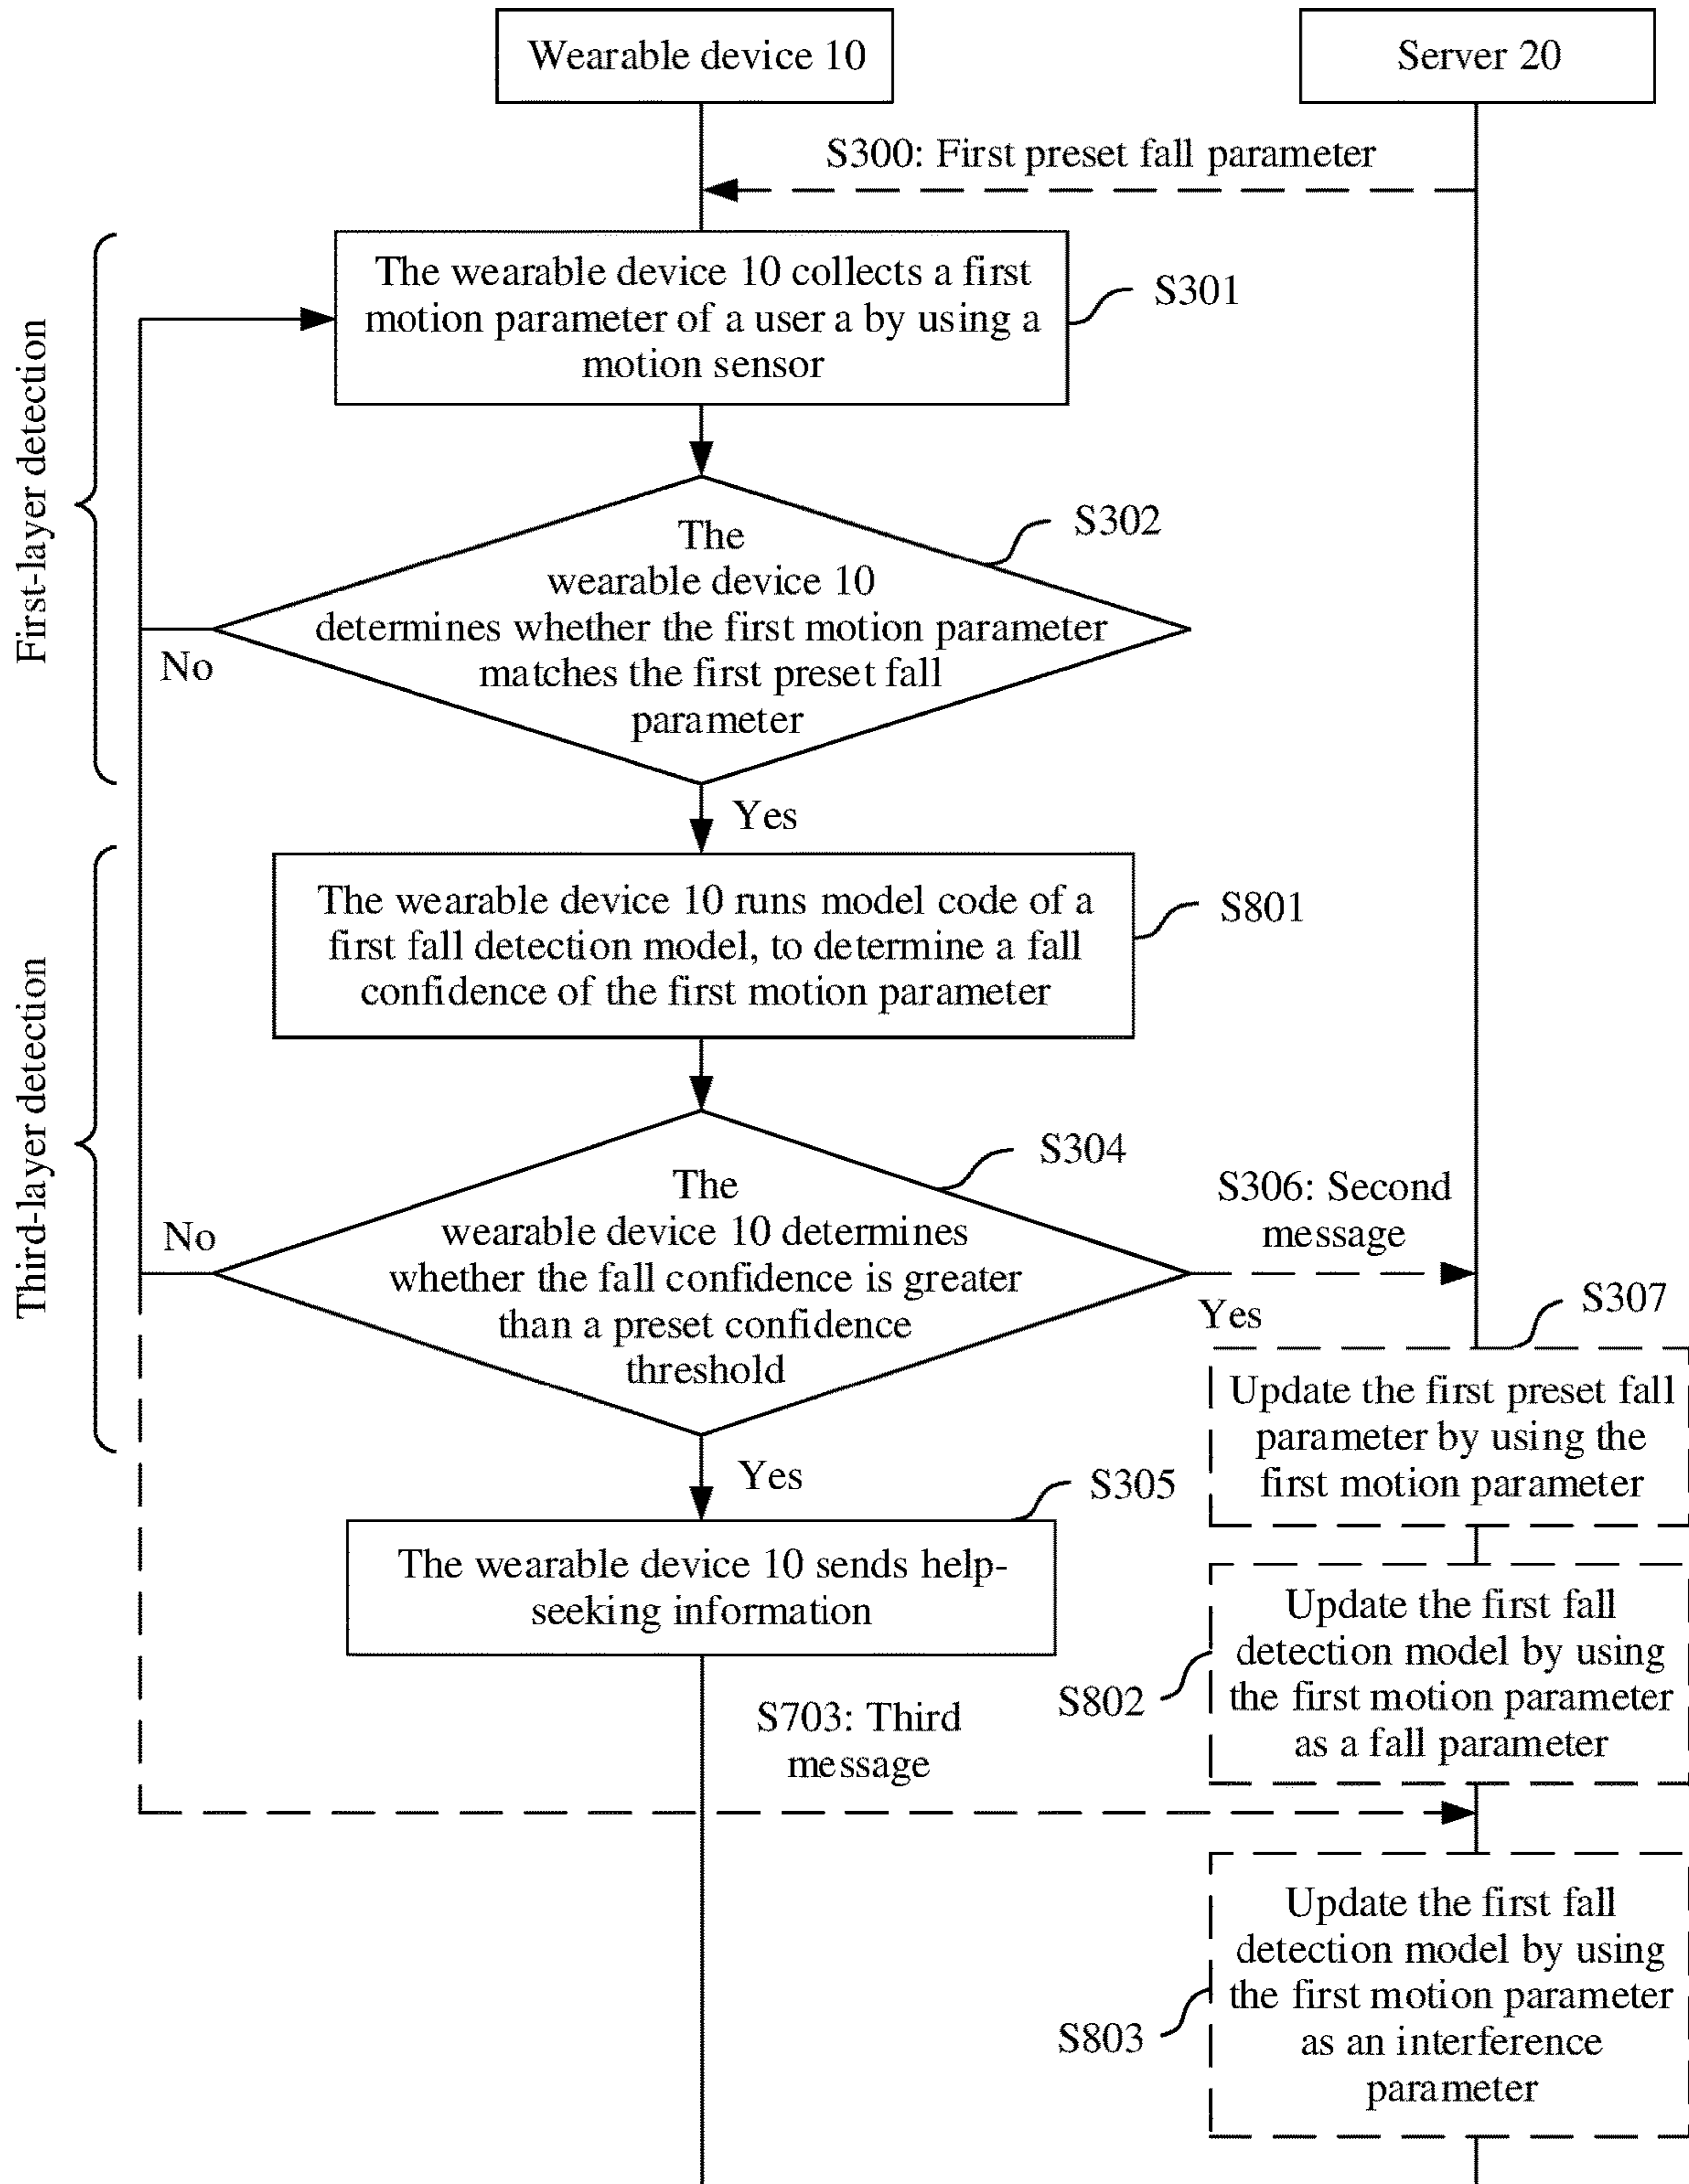 Wearable device 10
Server 20
S300: First preset fall parameter
First-layer detection
The wearable device 10 collects a first
motion parameter of a user a by using a
motion sensor
S301
The
wearable device 10
determines whether the first motion parameter
matches the first preset fall
parameter
S302
No
Yes
Third-layer detection
The wearable device 10 runs model code of a
first fall detection model, to determine a fall
confidence of the first motion parameter
S801
The
wearable device 10 determines
whether the fall confidence is greater
than a preset confidence
threshold
S304
No
S306: Second
message
Yes
S307
Update the first preset fall
parameter by using the
first motion parameter
Yes
S305
The wearable device 10 sends help-
seeking information
Update the first fall
detection model by using
the first motion parameter
as a fall parameter
S802
S703: Third
message
Update the first fall
detection model by using
the first motion parameter
as an interference
parameter
S803